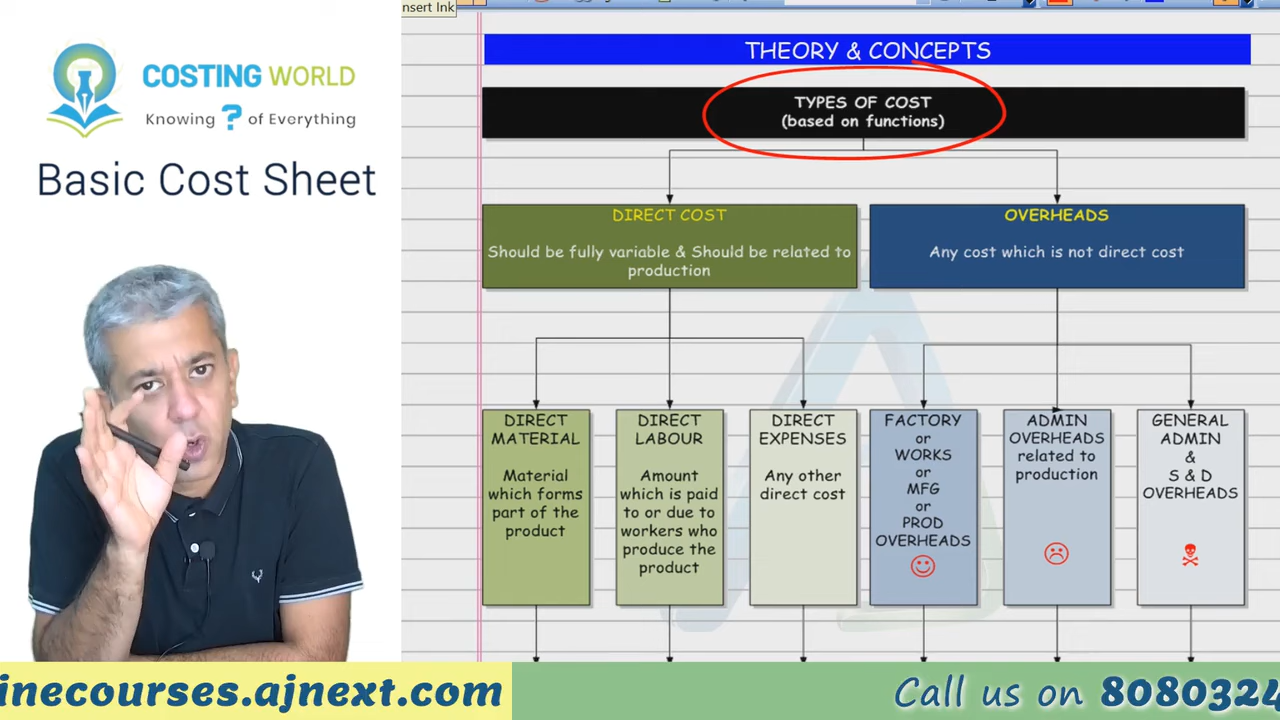 nsert Ink
COSTING WORLD
Knowing ? of Everything
Basic Cost Sheet
THEORY & CONCEPTS
TYPES OF COST
(based on functions)
DIRECT COST
Should be fully variable & Should be related to
production
OVERHEADS
Any cost which is not direct cost
DIRECT
MATERIAL
Material
which forms
part of the
product
DIRECT
LABOUR
Amount
which is paid
to or due to
workers who
produce the
product
DIRECT
EXPENSES
Any other
direct cost
FACTORY
or
WORKS
or
MFG
or
PROD
OVERHEADS
ADMIN
OVERHEADS
related to
production
GENERAL
ADMIN
&
S & D
OVERHEADS
inecourses.ajnext.com
Call us on 8080324